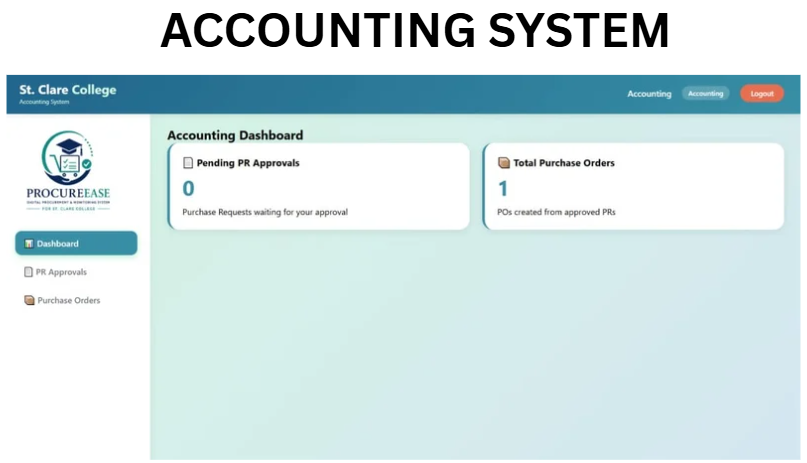 ACCOUNTING SYSTEM
St. Clare College
Accounting System
Accounting
Accounting
Logout
PROCUREEASE
DIGITAL PROCUREMENT & MONITORING SYSTEM
FOR ST. CLARE COLLEGE
Dashboard
PR Approvals
Purchase Orders
Accounting Dashboard
Pending PR Approvals
0
Purchase Requests waiting for your approval
Total Purchase Orders
1
POs created from approved PRs